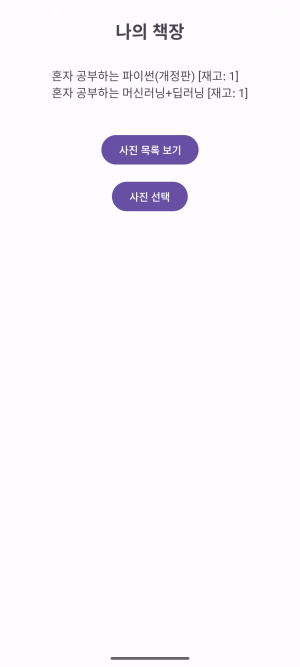 나의 책장
혼자 공부하는 파이썬(개정판) [재고: 1]
혼자 공부하는 머신러닝+딥러닝 [재고: 1]
사진 목록 보기
사진 선택